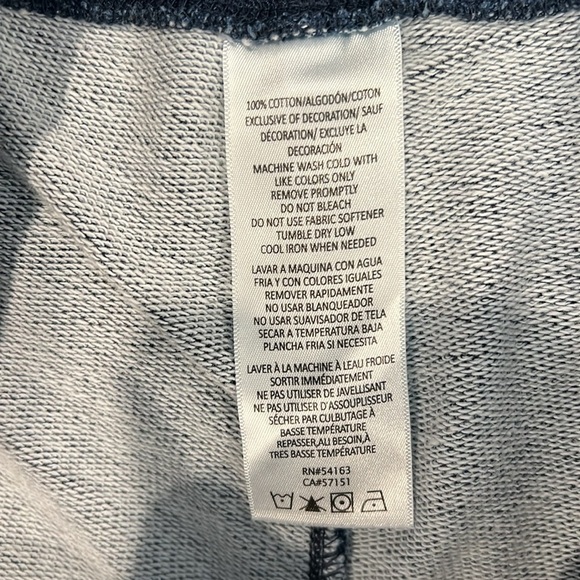 100% COTTON/ALGODÓN/COTON
EXCLUSIVE OF DECORATION/ SAUF
DÉCORATION/ EXCLUYE LA
DECORACIÓN
MACHINE WASH COLD WITH
LIKE COLORS ONLY
REMOVE PROMPTLY
DO NOT BLEACH
DO NOT USE FABRIC SOFTENER
TUMBLE DRY LOW
COOL IRON WHEN NEEDED
LAVAR A MAQUINA CON AGUA
FRIA Y CON COLORES IGUALES
REMOVER RAPIDAMENTE
NO USAR BLANQUEADOR
NO USAR SUAVISADOR DE TELA
SECAR A TEMPERATURA BAJA
PLANCHA FRIA SI NECESITA
LAVER À LA MACHINE À LEAU FROIDE
SORTIR IMMÉDIATEMENT
NE PAS UTILISER DE JAVELLISANT
NE PAS UTILISER D'ASSOUPLISSEUR
SÉCHER PAR CULBUTAGE À
BASSE TEMPÉRATURE
REPASSER,AU BESOIN,À
TRES BASSE TEMPÉRATURE
RN#54163
CA#57151